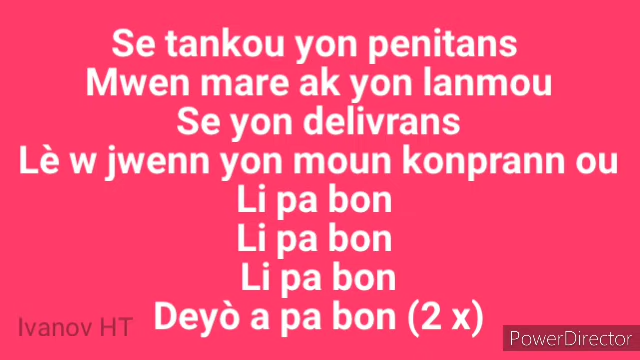 Se tankou yon penitans
Mwen mare ak yon lanmou
Se yon delivrans
Lè w jwenn yon moun konprann ou
Li pa bon
Li pa bon
Li pa bon
Deyò a pa bon (2 x)
Ivanov HT
PowerDirector